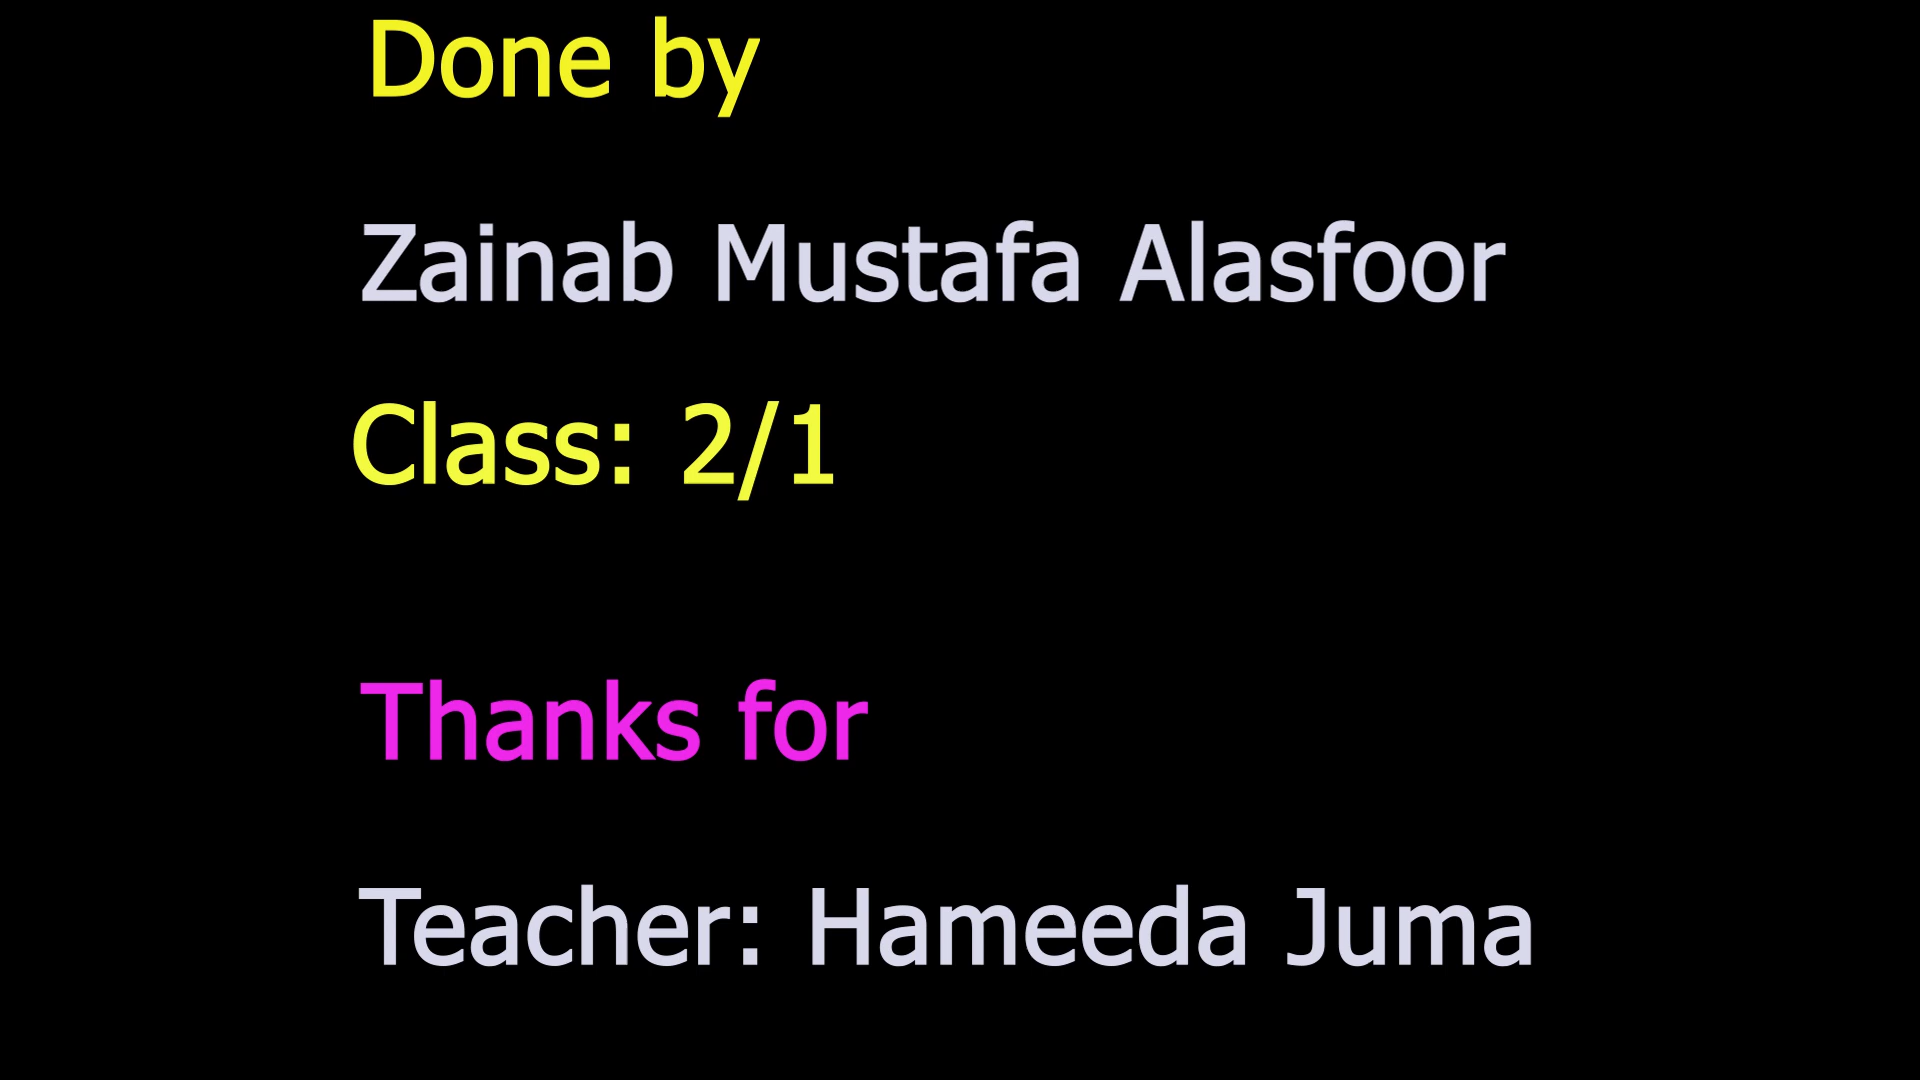 Done by
Zainab Mustafa Alasfoor
Class: 2/1
Thanks for
Teacher: Hameeda Juma